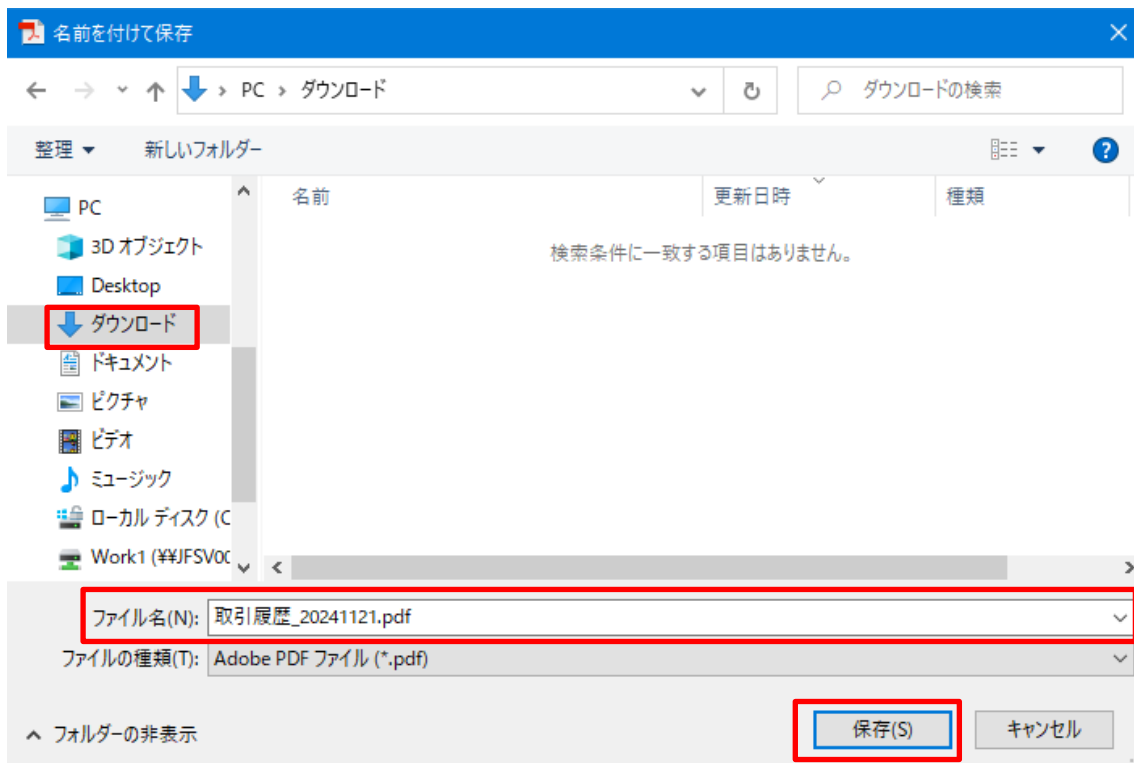 名前を付けて保存
PC › ダウンロード
ダウンロードの検索
整理
新しいフォルダー
名前
更新日時
種類
検索条件に一致する項目はありません。
PC
3D オブジェクト
Desktop
ダウンロード
ドキュメント
ピクチャ
ビデオ
ミュージック
ローカル ディスク (C
Work1 (¥¥JFSV00
ファイル名(N): 取引履歴_20241121.pdf
ファイルの種類(T): Adobe PDF ファイル (*.pdf)
フォルダーの非表示
保存(S)
キャンセル